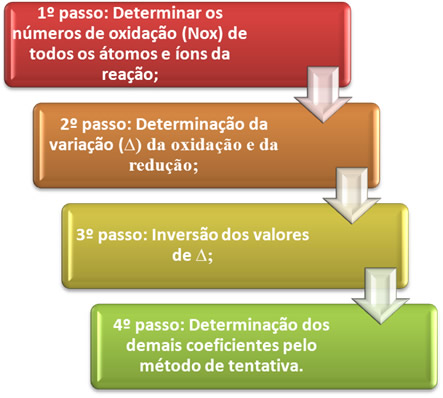 1º passo: Determinar os
números de oxidação (Nox) de
todos os átomos e íons da
reação;
2º passo: Determinação da
variação (∆) da oxidação e da
redução;
3º passo: Inversão dos valores
de ∆;
4º passo: Determinação dos
demais coeficientes pelo
método de tentativa.